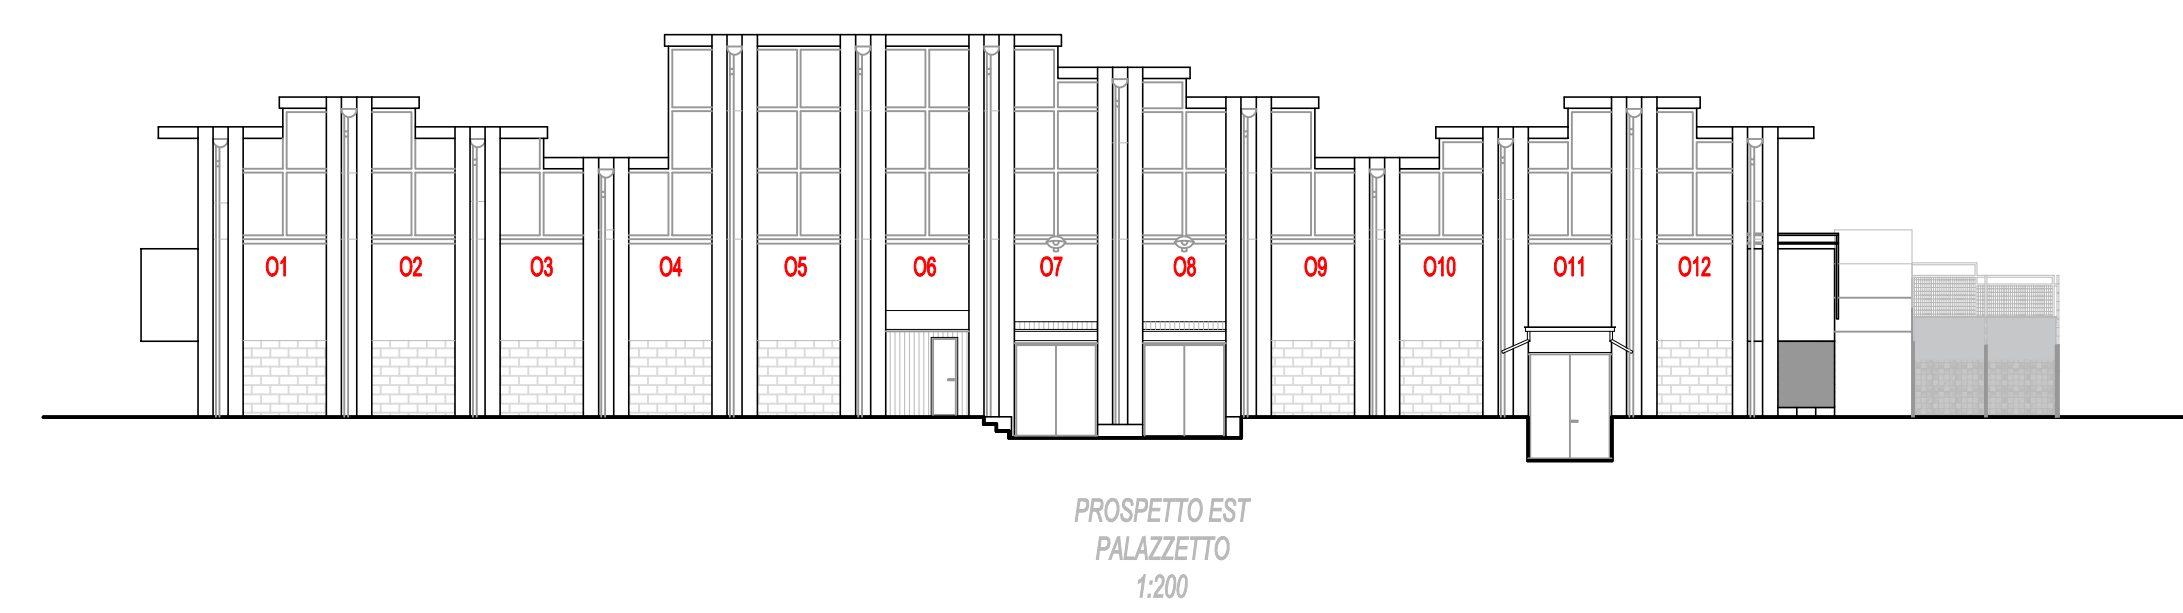 O1 O2 O3 O4 O5 O6 O7 O8 O9 O10 O11 O12
PROSPETTO EST
PALAZZETTO
1:200